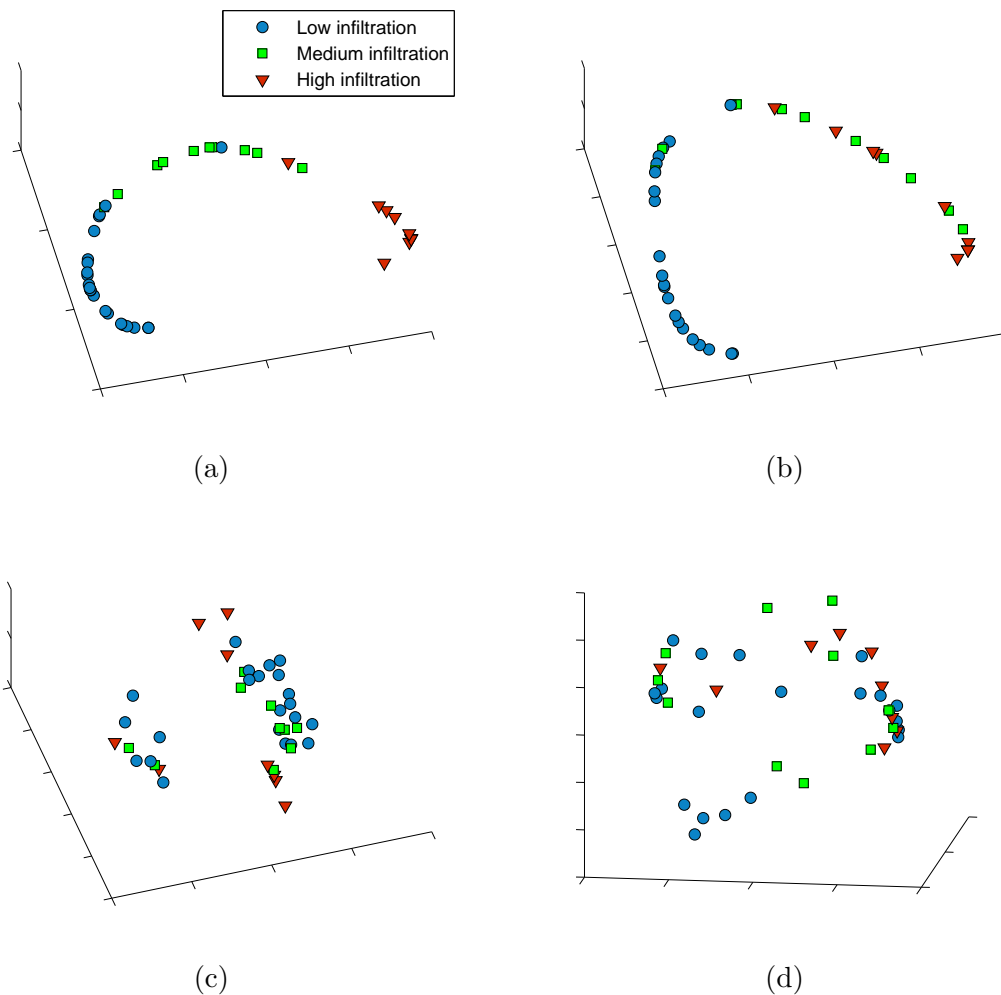 Low infiltration
Medium infiltration
High infiltration
(a)
(b)
(c)
(d)